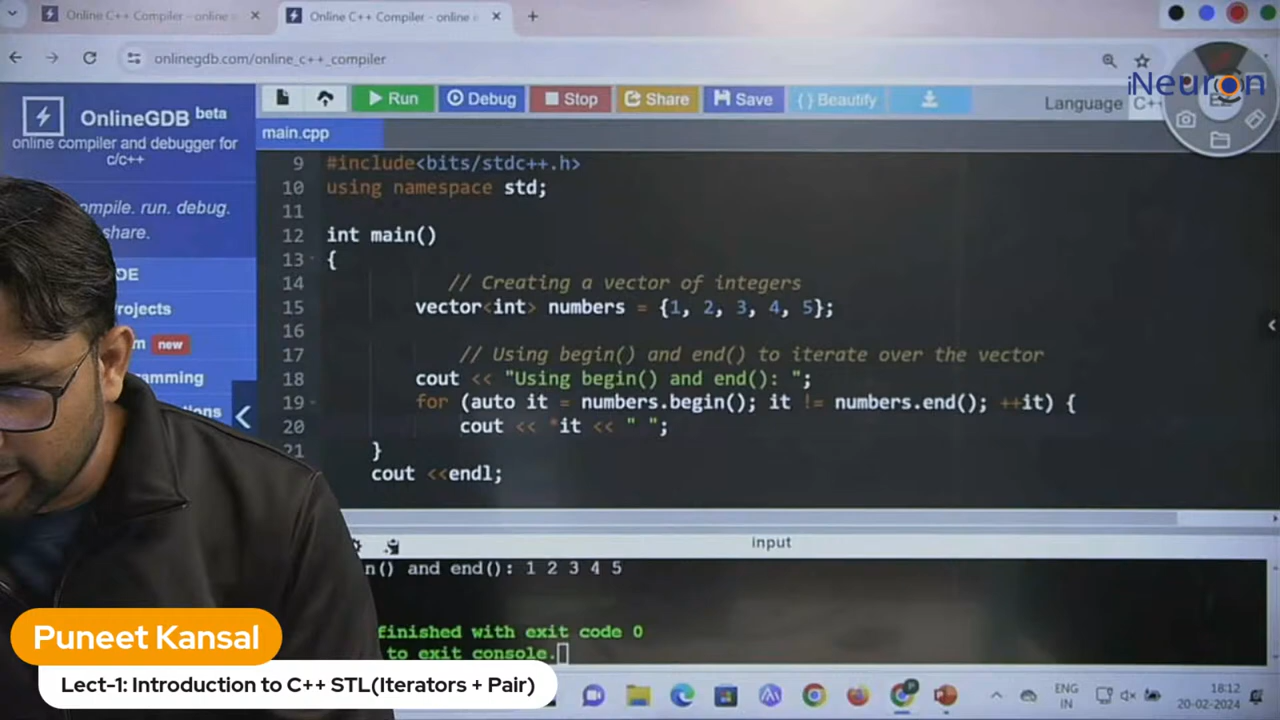 Online C++ Compiler - online
Online C++ Compiler - online
onlinegdb.com/online_c++_compiler
iNeuron
OnlineGDB beta
online compiler and debugger for
c/c++
Run
Debug
Stop
Share
Save
{ } Beautify
Language
C++
main.cpp
run. debug.
share.
new
9 #include<bits/stdc++.h>
10 using namespace std;
11
12 int main()
13 {
14 // Creating a vector of integers
15 vector<int> numbers = {1, 2, 3, 4, 5};
16
17 // Using begin() and end() to iterate over the vector
18 cout << "Using begin() and end(): ";
19 for (auto it = numbers.begin(); it != numbers.end(); ++it) {
20 cout << *it << " ";
21 }
cout <<endl;
input
and end(): 1 2 3 4 5
finished with exit code 0
to exit console.
Puneet Kansal
Lect-1: Introduction to C++ STL(Iterators + Pair)
ENG
IN
18:12
20-02-2024